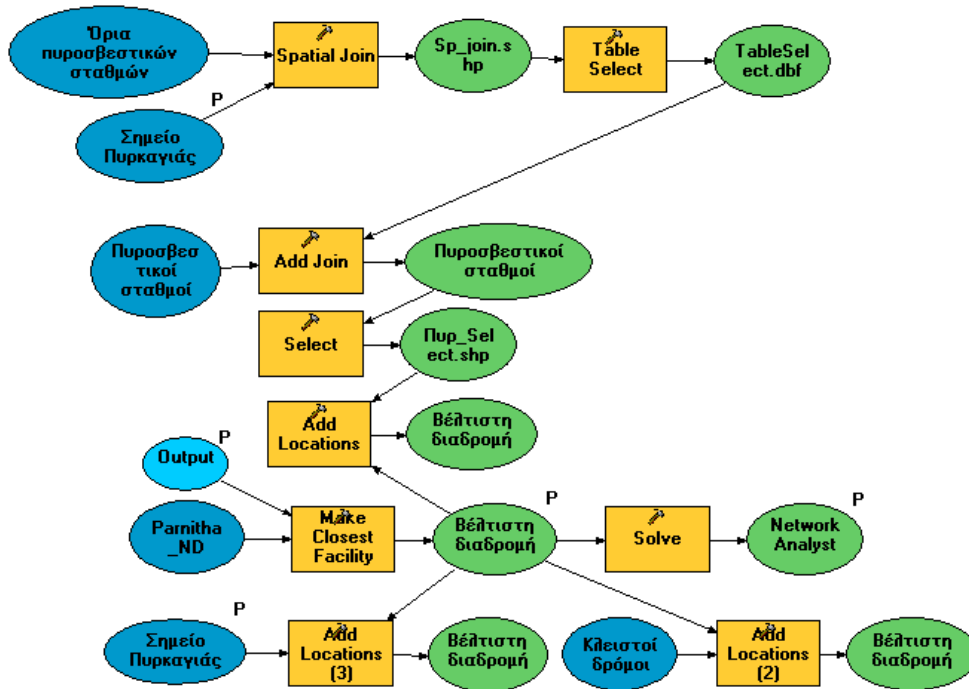 Όρια
πυροσβεστικών
σταθμών
Spatial Join
Sp_join.s
hp
Table
Select
TableSel
ect.dbf
P
Σημείο
Πυρκαγιάς
Πυροσβεσ
τικοί
σταθμοί
Add Join
Πυροσβεστικοί
σταθμοί
Select
Πυρ_Sel
ect.shp
Add
Locations
Βέλτιστη
διαδρομή
P
Output
Parnitha
_ND
Make
Closest
Facility
P
Βέλτιστη
διαδρομή
Solve
P
Network
Analyst
P
Σημείο
Πυρκαγιάς
Add
Locations
(3)
Βέλτιστη
διαδρομή
Κλειστοί
δρόμοι
Add
Locations
(2)
Βέλτιστη
διαδρομή